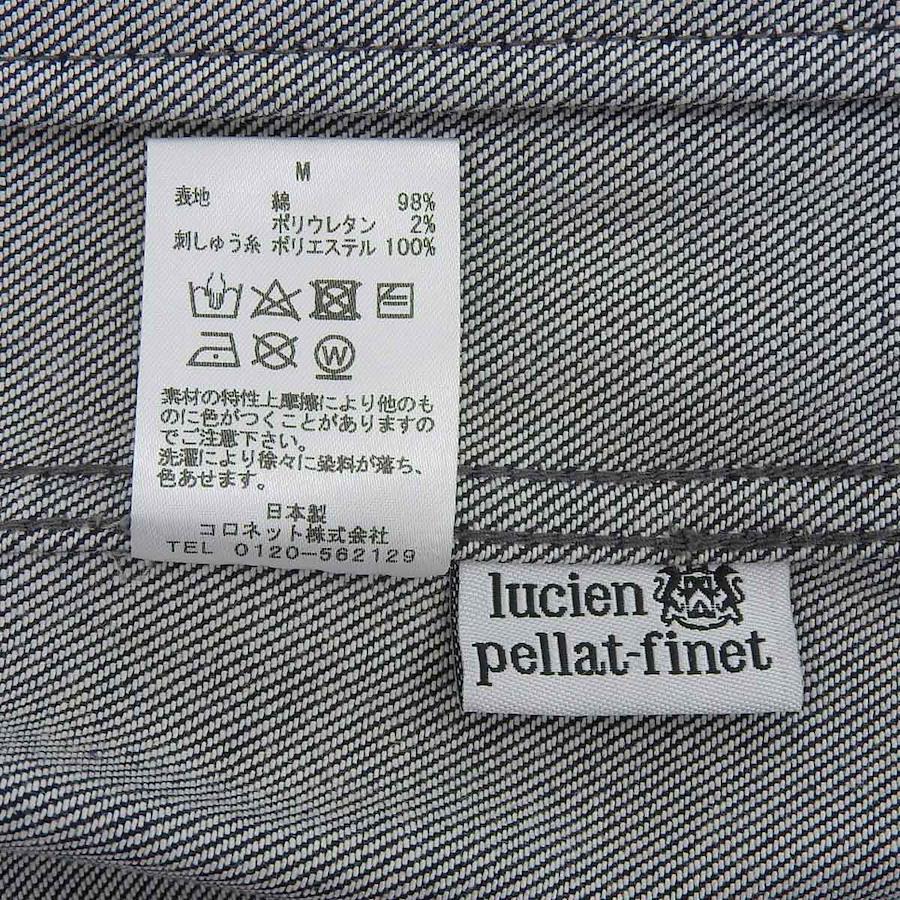 M
表地 綿 98%
ポリウレタン 2%
刺しゅう糸 ポリエステル 100%
W
素材の特性上摩擦により他のも
のに色がつくことがありますの
でご注意下さい。
洗濯により徐々に染料が落ち、
色あせます。
日本製
コロネット株式会社
TEL 0120-562129
lucien
pellat-finet